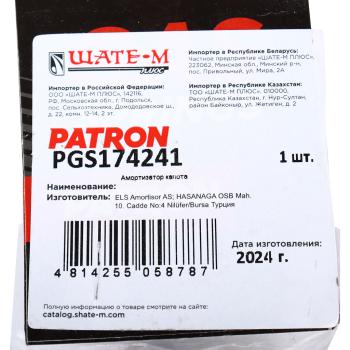 ШАТЕ-М
ПЛЮС
Импортер в Российской Федерации:
ООО «ШАТЕ-М ПЛЮС», 142116,
РФ, Московская обл., г. Подольск,
пос. Сельхозтехника, Домодедовское ш.,
д. 22, комн. 12-14, 2 эт.
Импортер в Республике Беларусь:
Частное предприятие «ШАТЕ-М ПЛЮС»,
223062, Минская обл., Минский р-н,
пос. Привольный, ул. Мира, 2А
Импортер в Республике Казахстан:
ТОО «ШАТЕ-М ПЛЮС», 010000,
Республика Казахстан, г. Нур-Султан,
район Байконыр, ул. Жетиген, д. 2
PATRON
PGS174241
1 шт.
Амортизатор капота
Наименование:
Изготовитель: ELS Amortisor AS; HASANAGA OSB Mah.
10. Cadde No:4 Nilüfer/Bursa Турция
Дата изготовления:
2024 г.
4 814255 058787
Полную информацию о товаре смотрите на сайте
catalog.shate-m.com